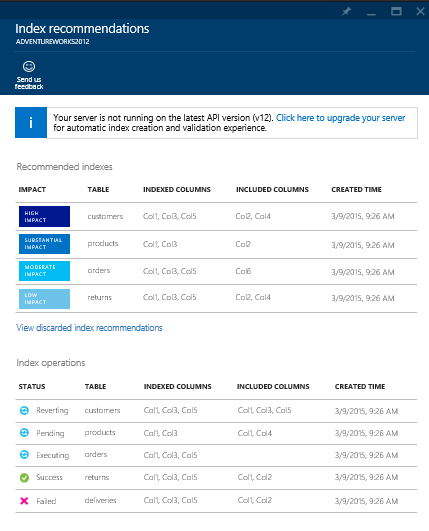 Index recommendations
ADVENTUREWORKS2012
Send us
feedback
Your server is not running on the latest API version (v12). Click here to upgrade your server
for automatic index creation and validation experience.
Recommended indexes
IMPACT TABLE INDEXED COLUMNS INCLUDED COLUMNS CREATED TIME
HIGH
IMPACT
customers Col1, Col3, Col5 Col2, Col4 3/9/2015, 9:26 AM
SUBSTANTIAL
IMPACT
products Col1, Col3 Col2 3/9/2015, 9:26 AM
MODERATE
IMPACT
orders Col1, Col3, Col5 Col6 3/9/2015, 9:26 AM
LOW
IMPACT
returns Col1, Col3, Col5 Col2, Col4 3/9/2015, 9:26 AM
View discarded index recommendations
Index operations
STATUS TABLE INDEXED COLUMNS INCLUDED COLUMNS CREATED TIME
Reverting customers Col1, Col3, Col5 Col1, Col3, Col5 3/9/2015, 9:26 AM
Pending products Col1, Col3 Col1, Col4 3/9/2015, 9:26 AM
Executing orders Col1, Col3, Col5 3/9/2015, 9:26 AM
Success returns Col1, Col3, Col5 Col1, Col2 3/9/2015, 9:26 AM
Failed deliveries Col1, Col3, Col5 Col1, Col2 3/9/2015, 9:26 AM